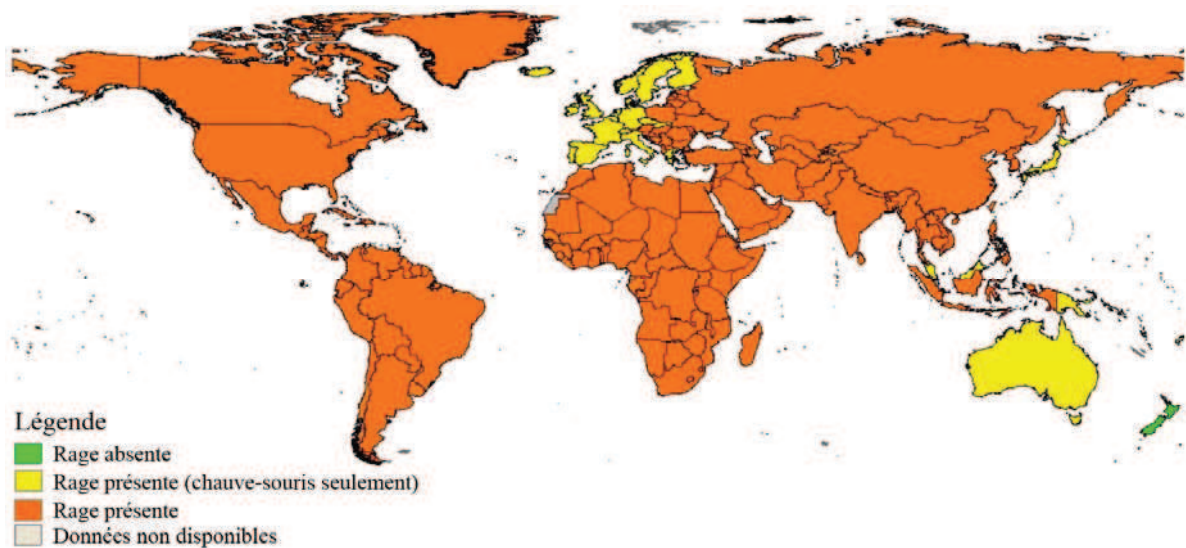 Légende
Rage absente
Rage présente (chauve-souris seulement)
Rage présente
Données non disponibles